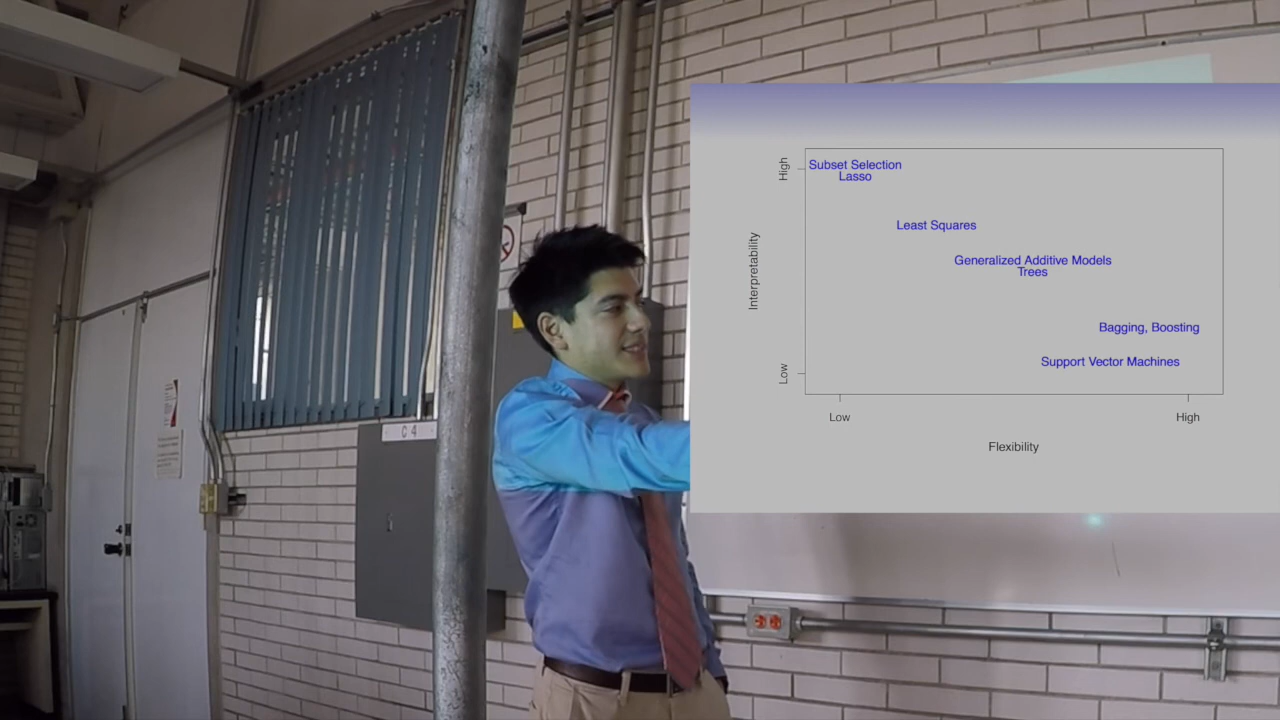 C 4
High
Subset Selection
Lasso
Least Squares
Interpretability
Generalized Additive Models
Trees
Bagging, Boosting
Support Vector Machines
Low
Low
High
Flexibility